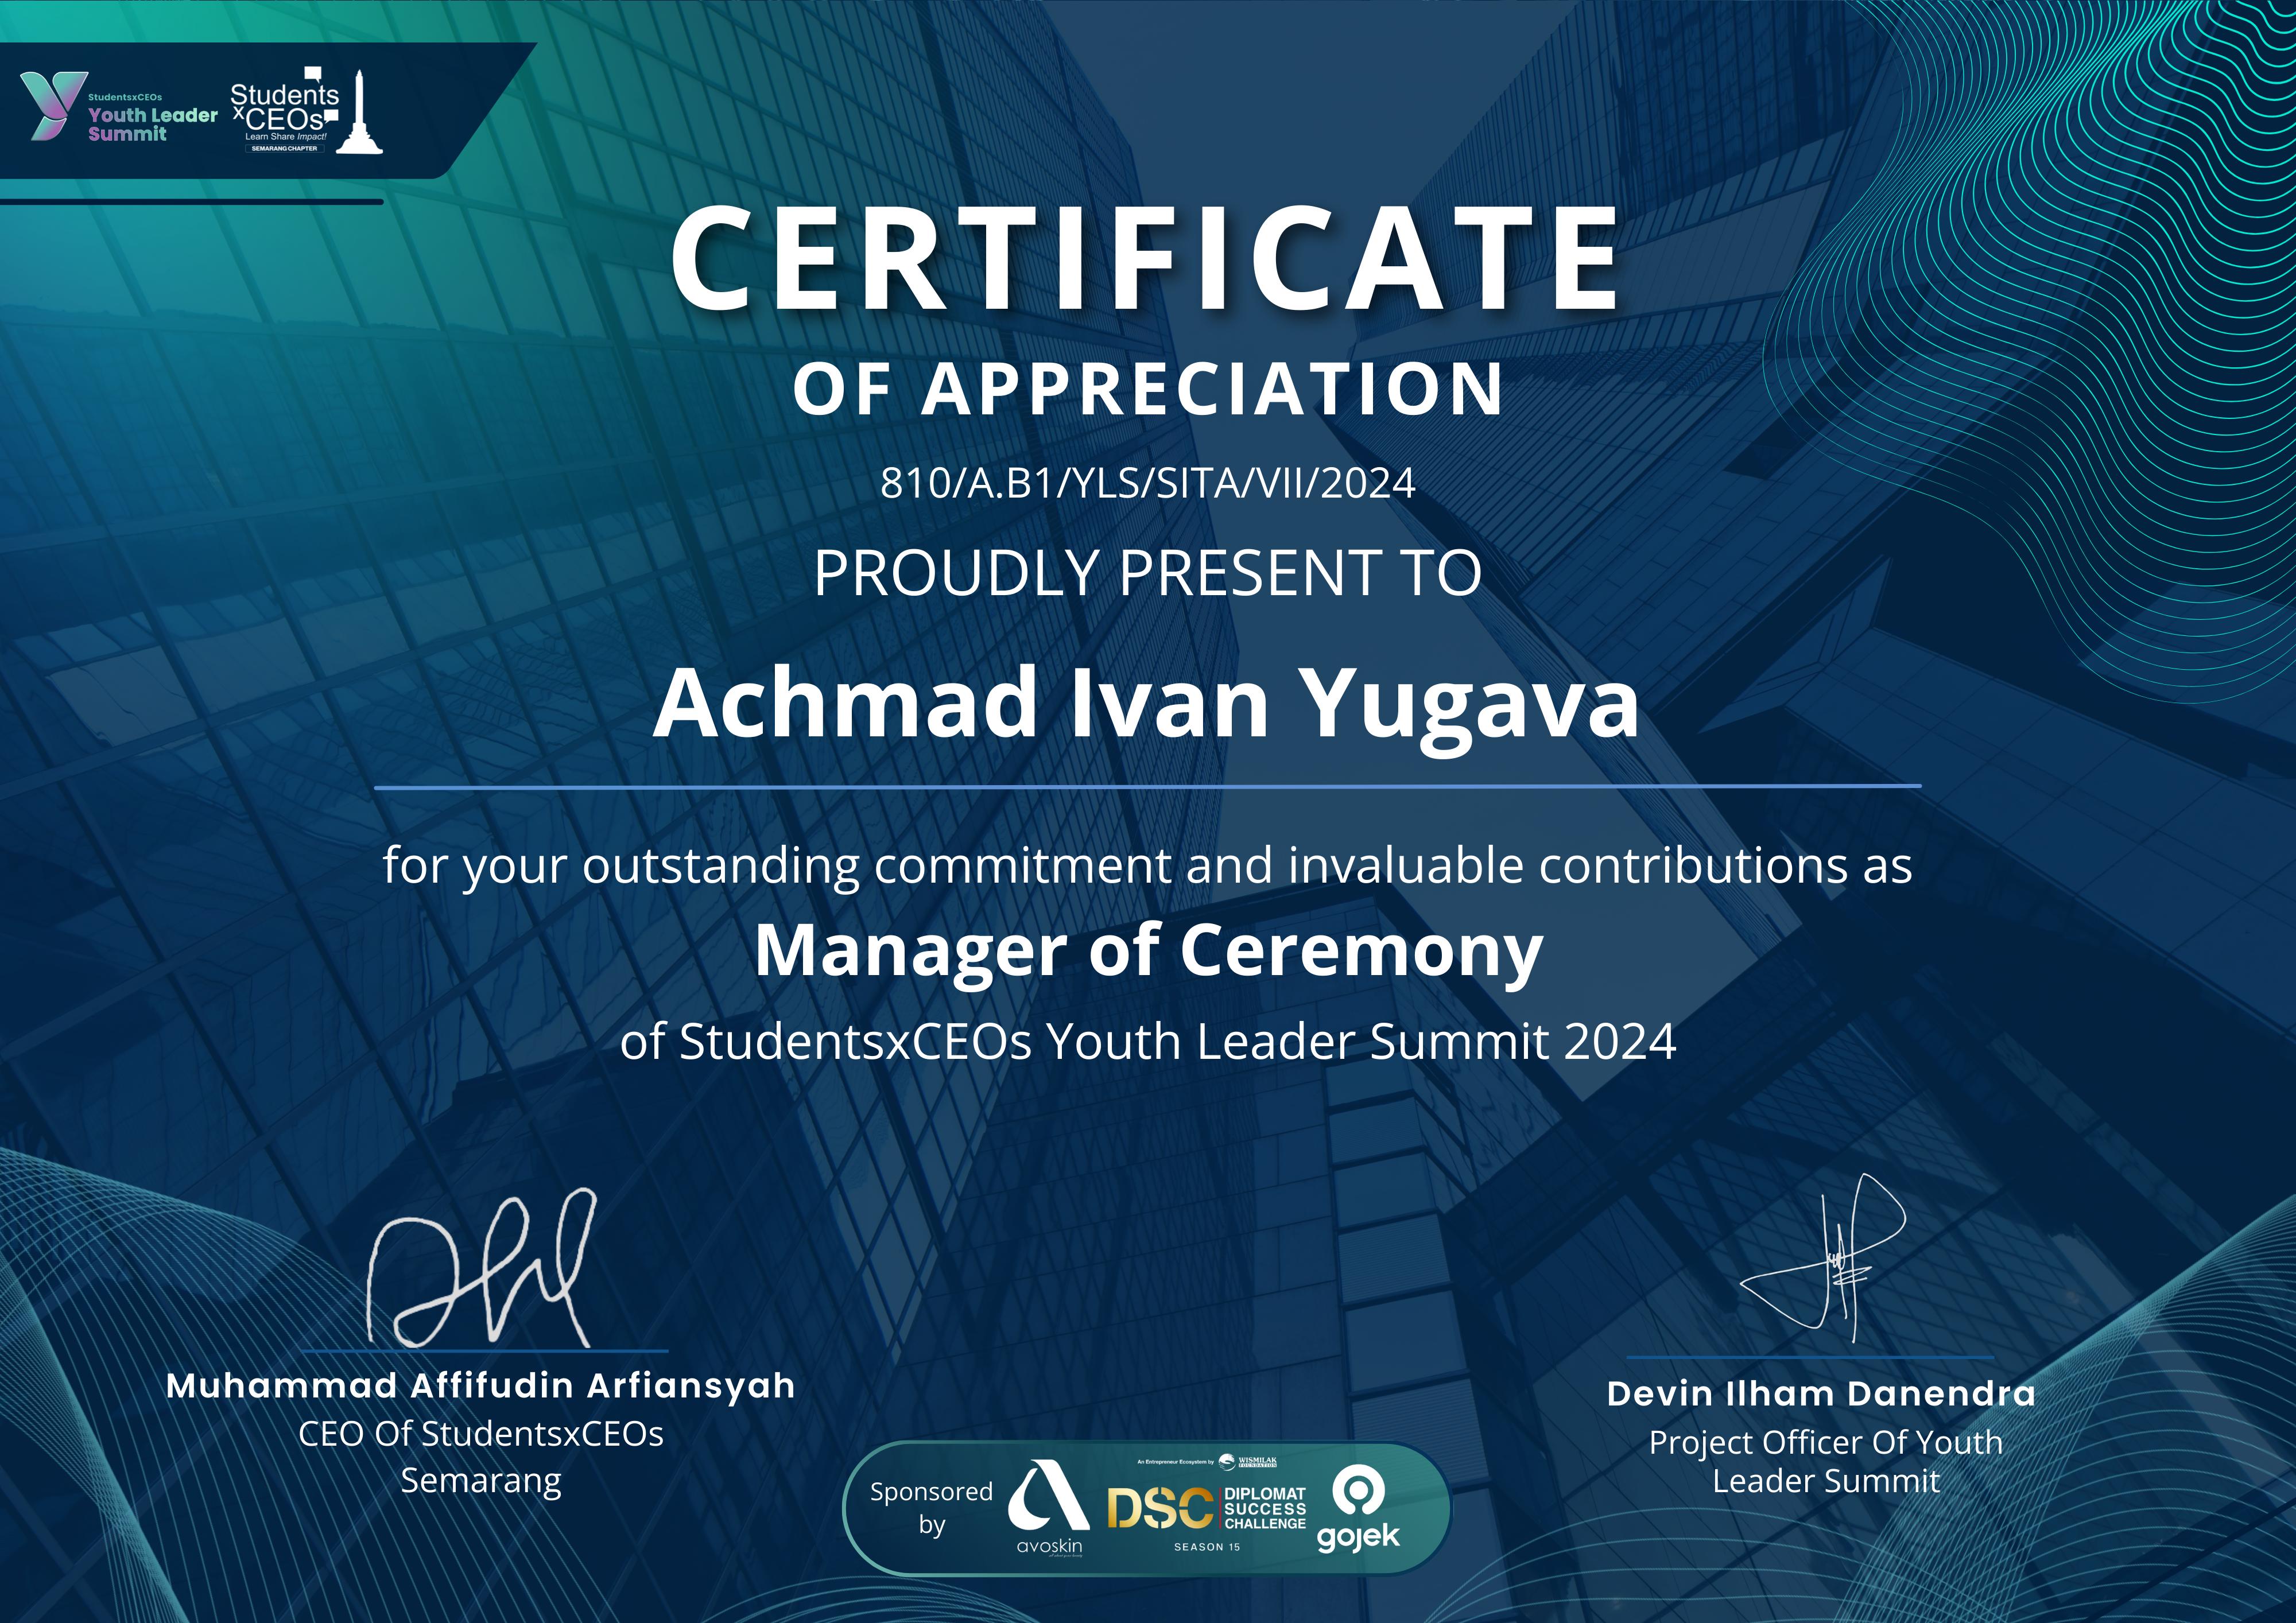 StudentsxCEOs
Youth Leader
Summit
Students
xCEOs
Learn Share Impact!
SEMARANG CHAPTER
CERTIFICATE
OF APPRECIATION
810/A.B1/YLS/SITA/VII/2024
PROUDLY PRESENT TO
Achmad Ivan Yugava
for your outstanding commitment and invaluable contributions as
Manager of Ceremony
of StudentsxCEOs Youth Leader Summit 2024
Muhammad Affifudin Arfiansyah
CEO Of StudentsxCEOs
Semarang
Devin Ilham Danendra
Project Officer Of Youth
Leader Summit
Sponsored
by
avoskin
An Entrepreneur Ecosystem by WISMILAK
FOUNDATION
DSC DIPLOMAT
SUCCESS
CHALLENGE
SEASON 15
gojek